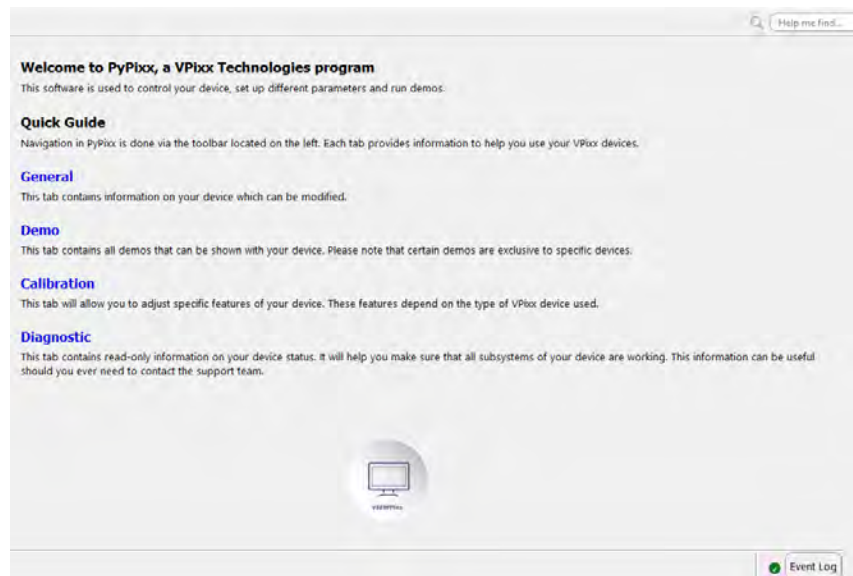 Help me find...
Welcome to PyPixx, a VPixx Technologies program
This software is used to control your device, set up different parameters and run demos.
Quick Guide
Navigation in PyPixx is done via the toolbar located on the left. Each tab provides information to help you use your VPixx devices.
General
This tab contains information on your device which can be modified.
Demo
This tab contains all demos that can be shown with your device. Please note that certain demos are exclusive to specific devices.
Calibration
This tab will allow you to adjust specific features of your device. These features depend on the type of VPixx device used.
Diagnostic
This tab contains read-only information on your device status. It will help you make sure that all subsystems of your device are working. This information can be useful
should you ever need to contact the support team.
Event Log